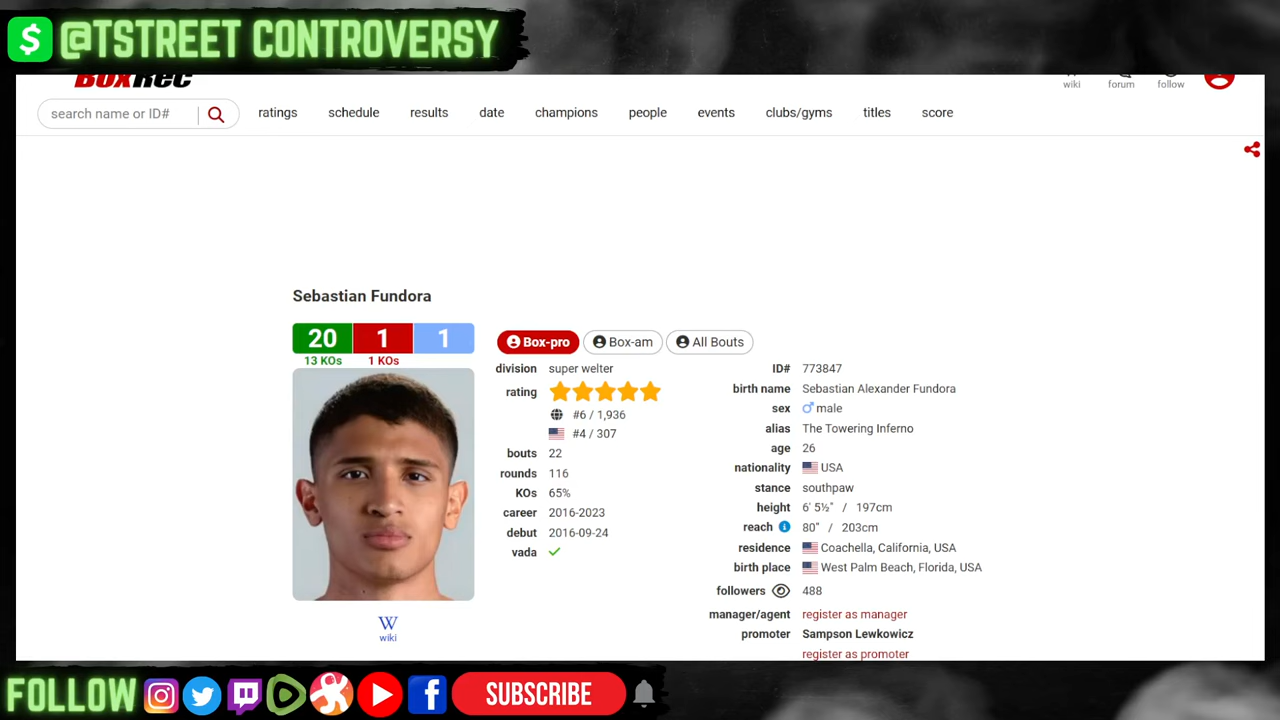 $ @TSTREET CONTROVERSY
BoxRec
wiki forum follow
search name or ID# ratings schedule results date champions people events clubs/gyms titles score
Sebastian Fundora
20 1 1
13 KOs 1 KOs
Box-pro Box-am All Bouts
division super welter
rating
#6 / 1,936
#4 / 307
bouts 22
rounds 116
KOs 65%
career 2016-2023
debut 2016-09-24
vada
ID# 773847
birth name Sebastian Alexander Fundora
sex male
alias The Towering Inferno
age 26
nationality USA
stance southpaw
height 6' 5½" / 197cm
reach 80" / 203cm
residence Coachella, California, USA
birth place West Palm Beach, Florida, USA
followers 488
manager/agent register as manager
promoter Sampson Lewkowicz
register as promoter
W
wiki
FOLLOW SUBSCRIBE